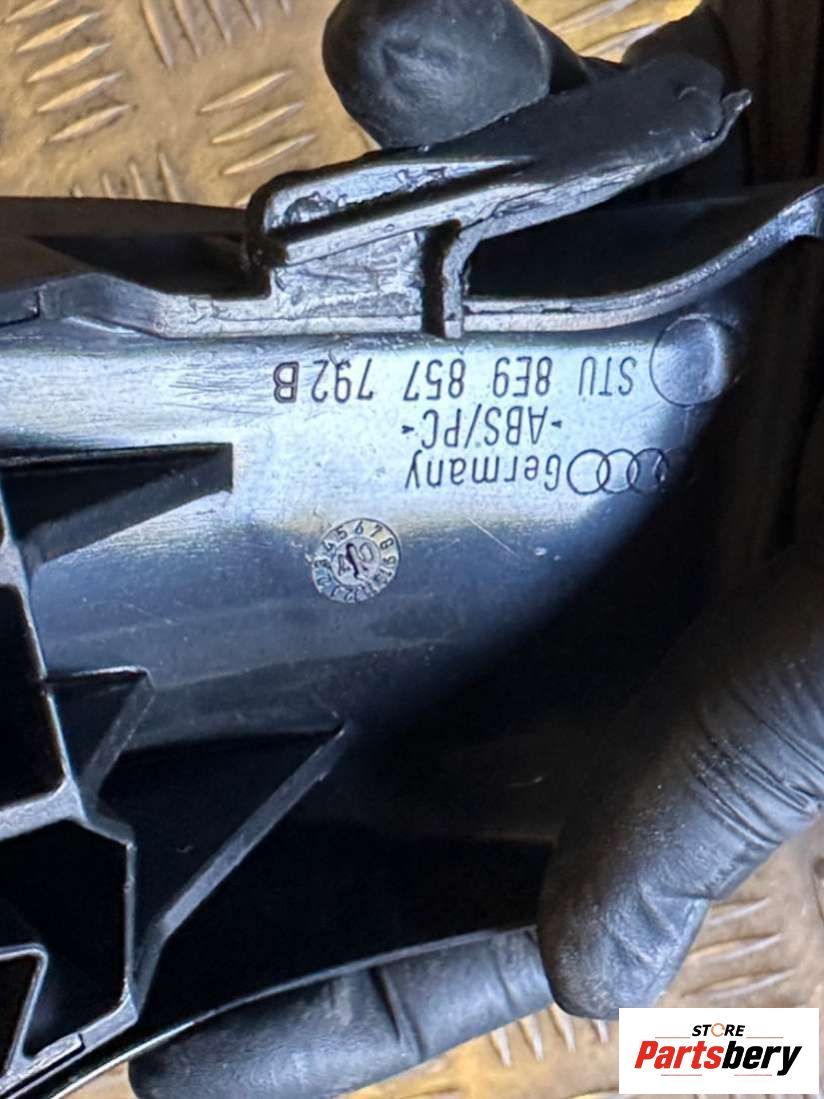 STU 8E9 857 792 B
-ABS/PC-
Germany
STORE
Partsbery